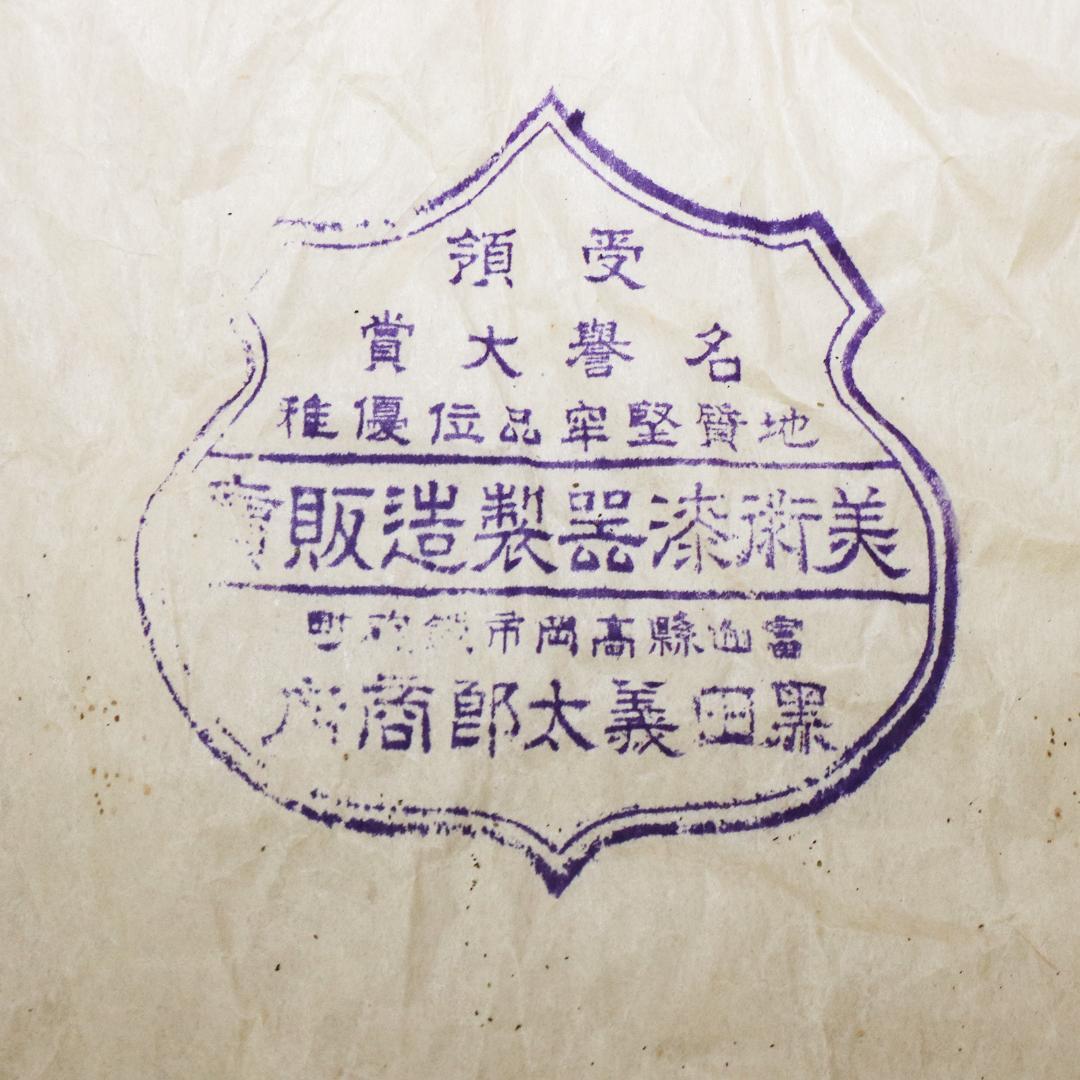 受領
名譽大賞
地質堅牢品位優雅
美術漆器製造販賣
富山縣高岡市鉄砲町
黒田義太郎商店